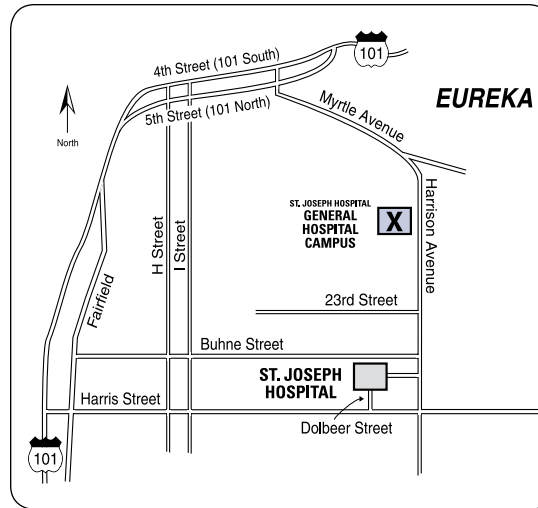 101
4th Street (101 South)
EUREKA
5th Street (101 North)
Myrtle Avenue
North
ST. JOSEPH HOSPITAL
GENERAL
HOSPITAL
CAMPUS
X
Harrison Avenue
H Street
I Street
Fairfield
23rd Street
Buhne Street
ST. JOSEPH
HOSPITAL
Harris Street
Dolbeer Street
101